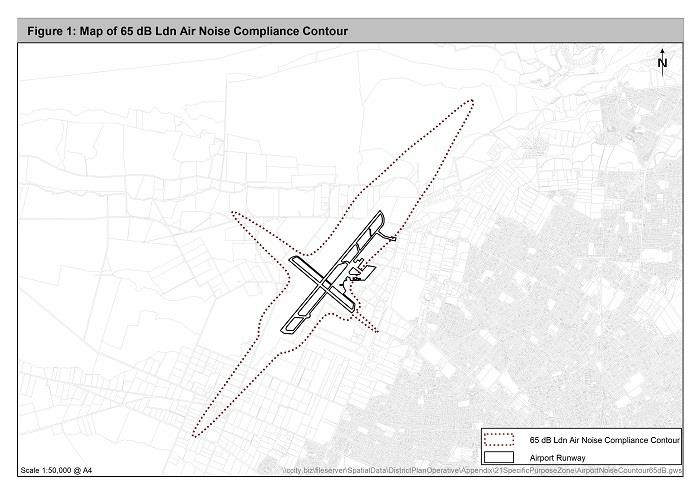 Figure 1: Map of 65 dB Ldn Air Noise Compliance Contour
N
65 dB Ldn Air Noise Compliance Contour
Airport Runway
Scale 1:50,000 @ A4
\\ccity.biz\fileserver\SpatialData\DistrictPlanOperative\Appendix\21SpecificPurposeZone\AirportNoiseCountour65dB.gws